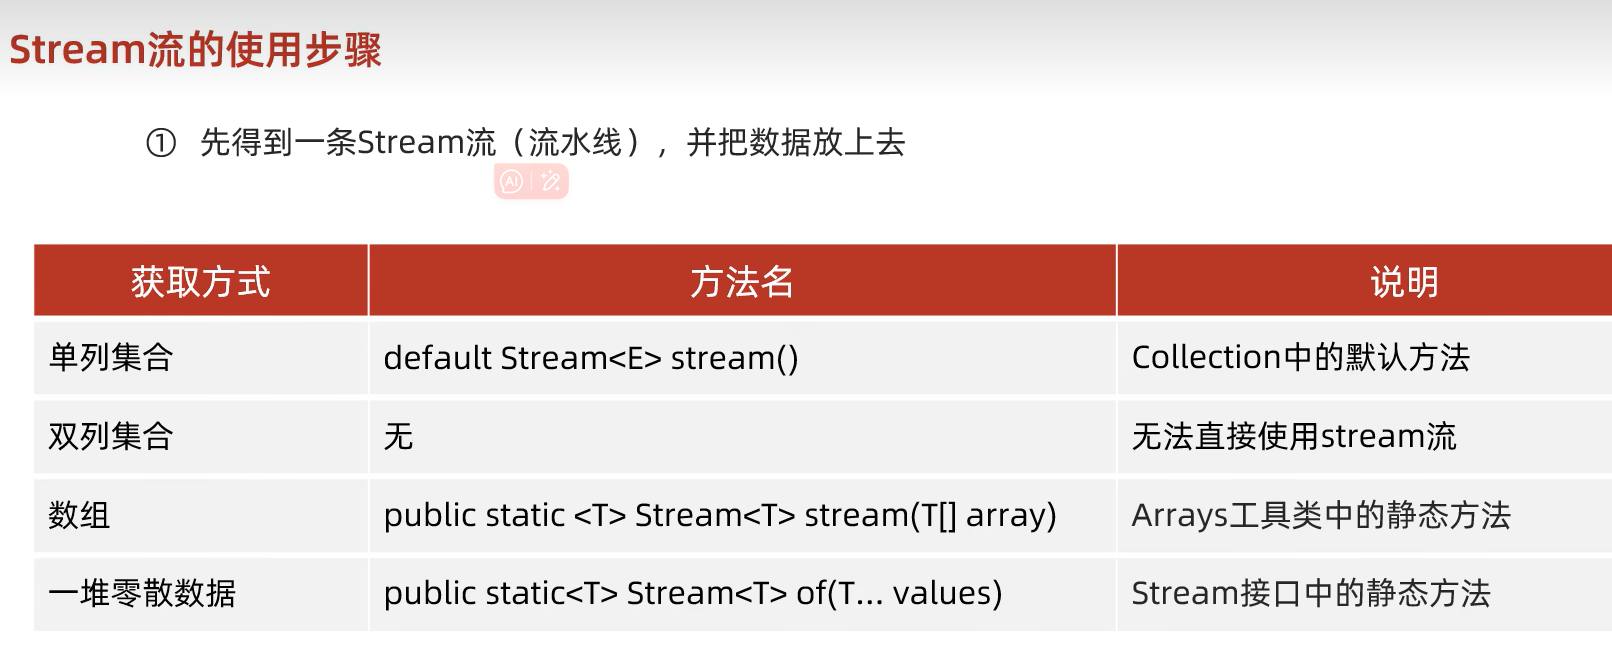 Stream流的使用步骤
① 先得到一条Stream流（流水线），并把数据放上去
AI
获取方式 方法名 说明
单列集合 default Stream<E> stream() Collection中的默认方法
双列集合 无 无法直接使用stream流
数组 public static <T> Stream<T> stream(T[] array) Arrays工具类中的静态方法
一堆零散数据 public static<T> Stream<T> of(T... values) Stream接口中的静态方法